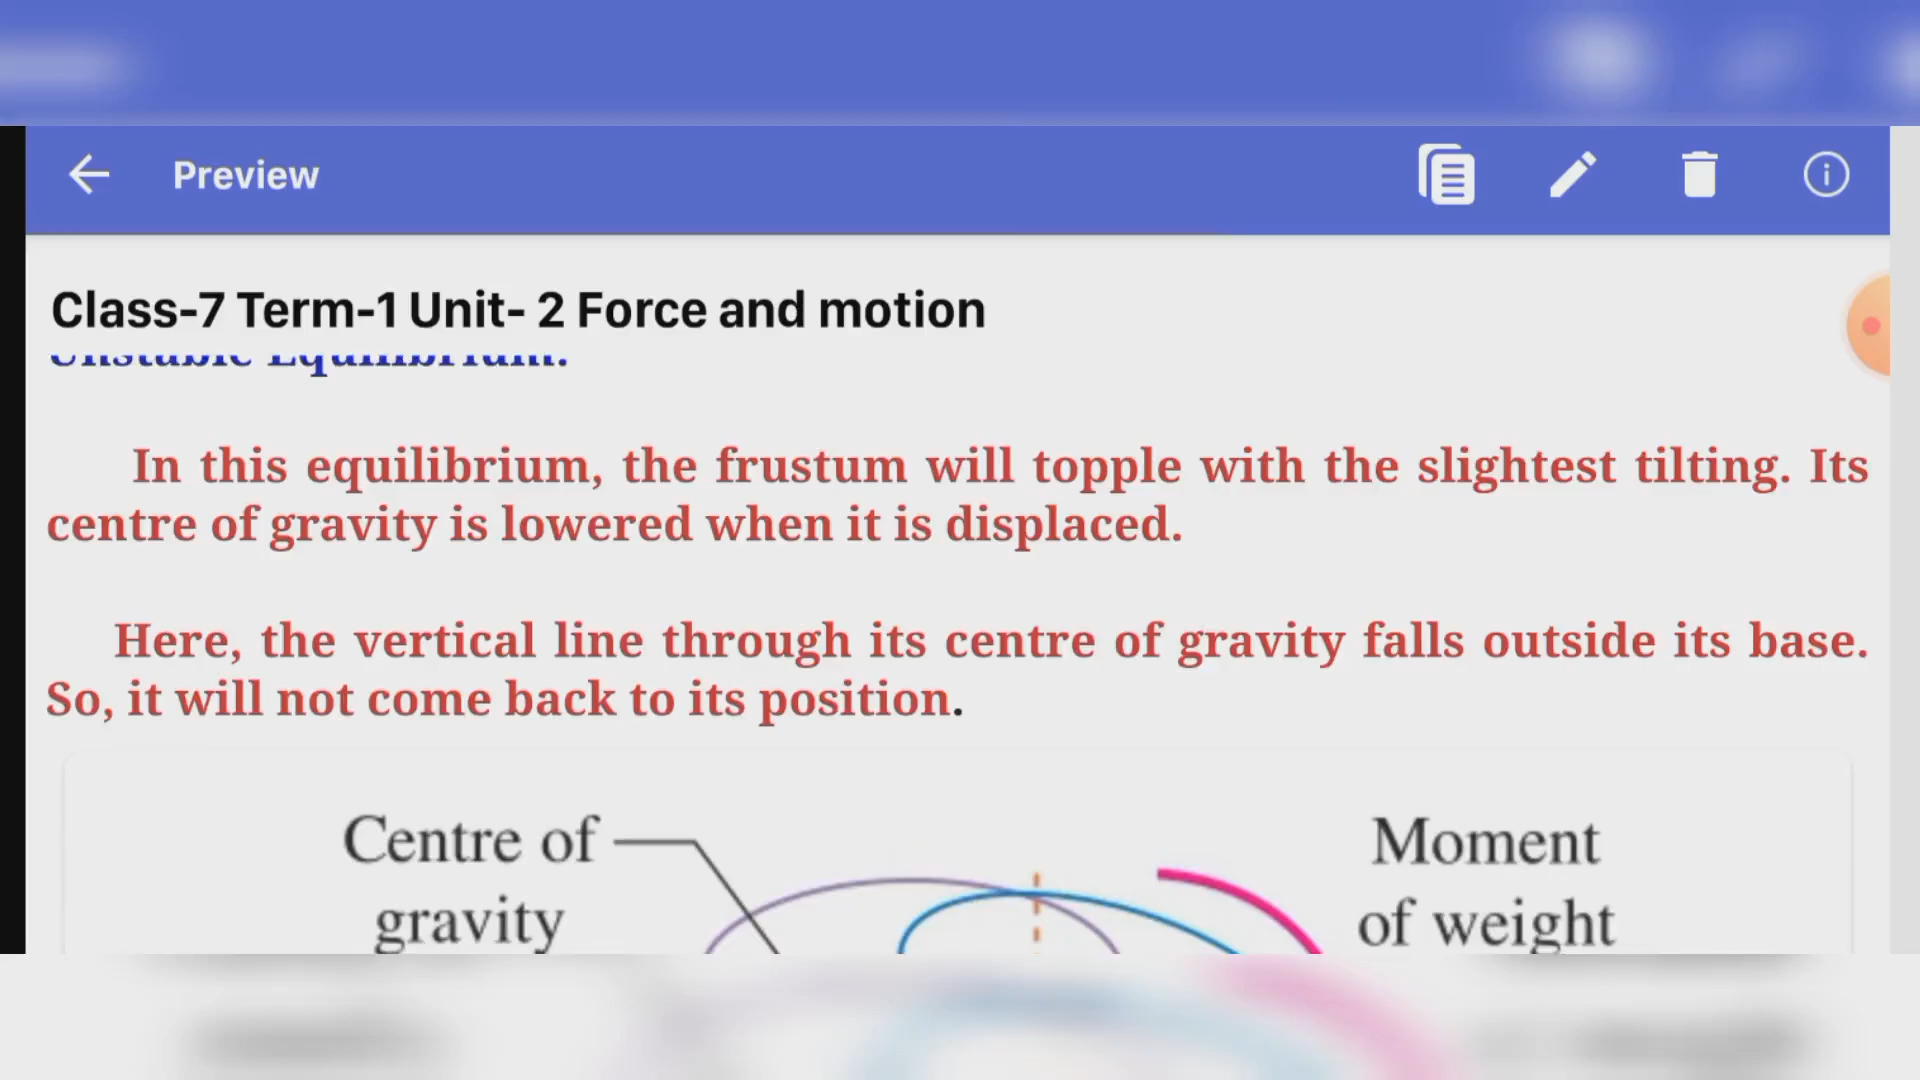 Preview
Class-7 Term-1 Unit- 2 Force and motion
Unstable Equilibrium:
In this equilibrium, the frustum will topple with the slightest tilting. Its
centre of gravity is lowered when it is displaced.
Here, the vertical line through its centre of gravity falls outside its base.
So, it will not come back to its position.
Centre of
gravity
Moment
of weight